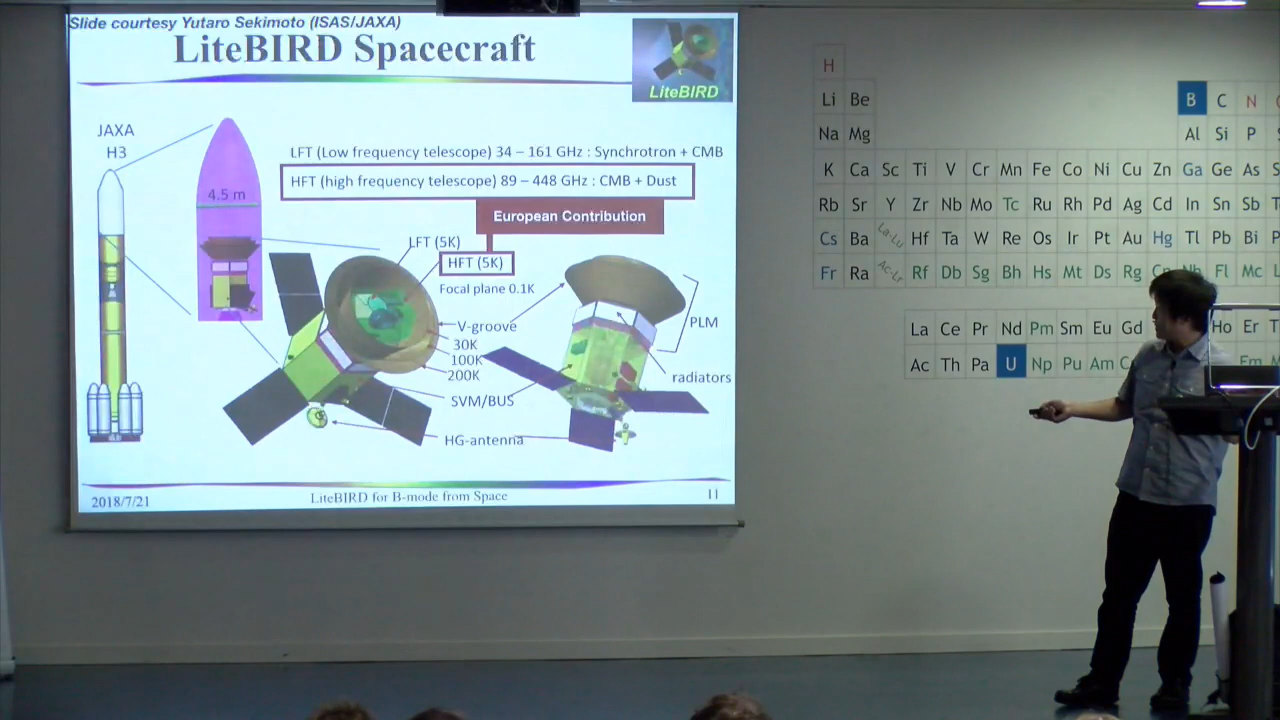 Slide courtesy Yutaro Sekimoto (ISAS/JAXA)
LiteBIRD Spacecraft
LiteBIRD
JAXA
H3
4.5 m
LFT (Low frequency telescope) 34 – 161 GHz : Synchrotron + CMB
HFT (high frequency telescope) 89 – 448 GHz : CMB + Dust
European Contribution
LFT (5K)
HFT (5K)
Focal plane 0.1K
V-groove
30K
100K
200K
PLM
radiators
SVM/BUS
HG-antenna
2018/7/21
LiteBIRD for B-mode from Space
11
H
Li Be B C N
Na Mg Al Si P
K Ca Sc Ti V Cr Mn Fe Co Ni Cu Zn Ga Ge As
Rb Sr Y Zr Nb Mo Tc Ru Rh Pd Ag Cd In Sn Sb
Cs Ba La-Lu Hf Ta W Re Os Ir Pt Au Hg Tl Pb Bi
Fr Ra Ac-Lr Rf Db Sg Bh Hs Mt Ds Rg Cn Nh Fl Mc
La Ce Pr Nd Pm Sm Eu Gd Ho Er
Ac Th Pa U Np Pu Am Fm